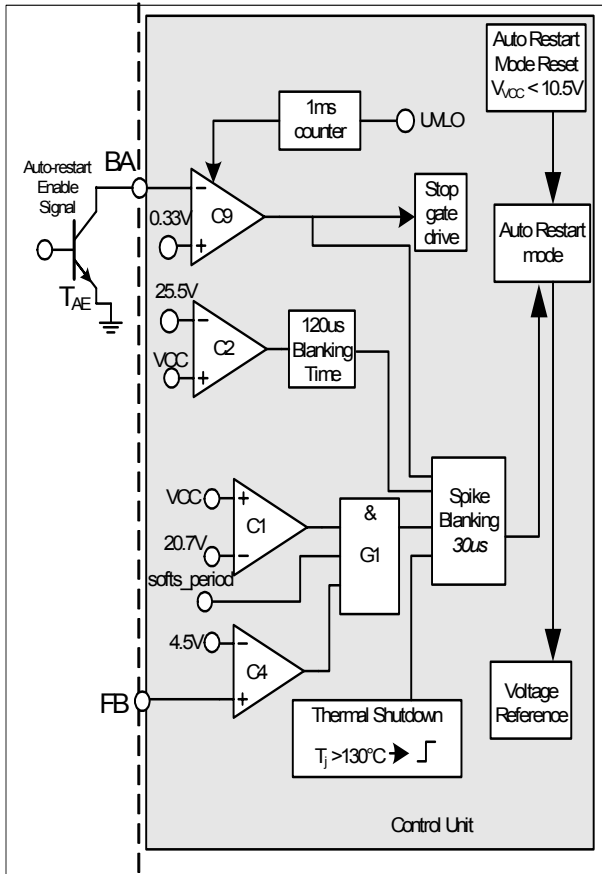 Auto Restart
Mode Reset
VVCC < 10.5V
1ms
counter
UVLO
BA
Auto-restart
Enable
Signal
TAE
0.33V
−
+
C9
Stop
gate
drive
Auto Restart
mode
25.5V
−
VCC
+
C2
120us
Blanking
Time
VCC
+
20.7V
−
C1
softs_period
&
G1
Spike
Blanking
30us
4.5V
−
+
C4
FB
Thermal Shutdown
Tj >130°C
Voltage
Reference
Control Unit